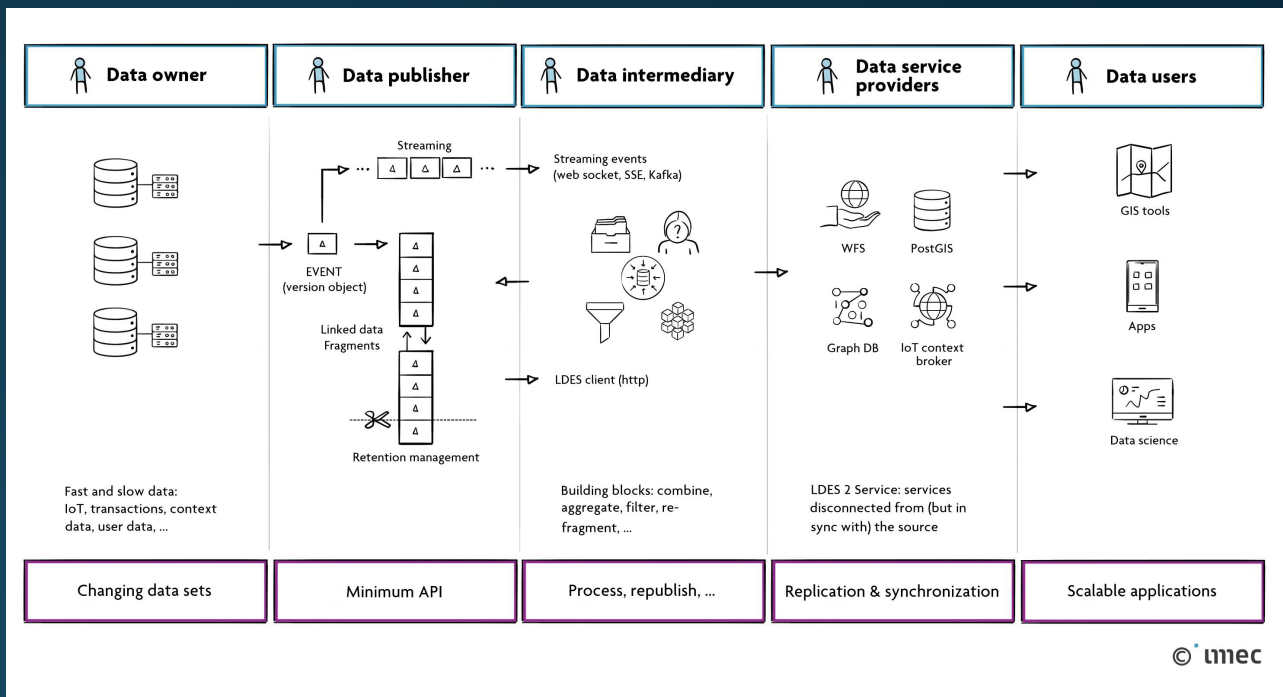 Data owner
Data publisher
Data intermediary
Data service
providers
Data users
Streaming
Streaming events
(web socket, SSE, Kafka)
EVENT
(version object)
Linked data
Fragments
LDES client (http)
Retention management
?
WFS
PostGIS
Graph DB
IoT context
broker
GIS tools
Apps
Data science
Fast and slow data:
IoT, transactions, context
data, user data, ...
Building blocks: combine,
aggregate, filter, re-
fragment, ...
LDES 2 Service: services
disconnected from (but in
sync with) the source
Changing data sets
Minimum API
Process, republish, ...
Replication & synchronization
Scalable applications
© imec